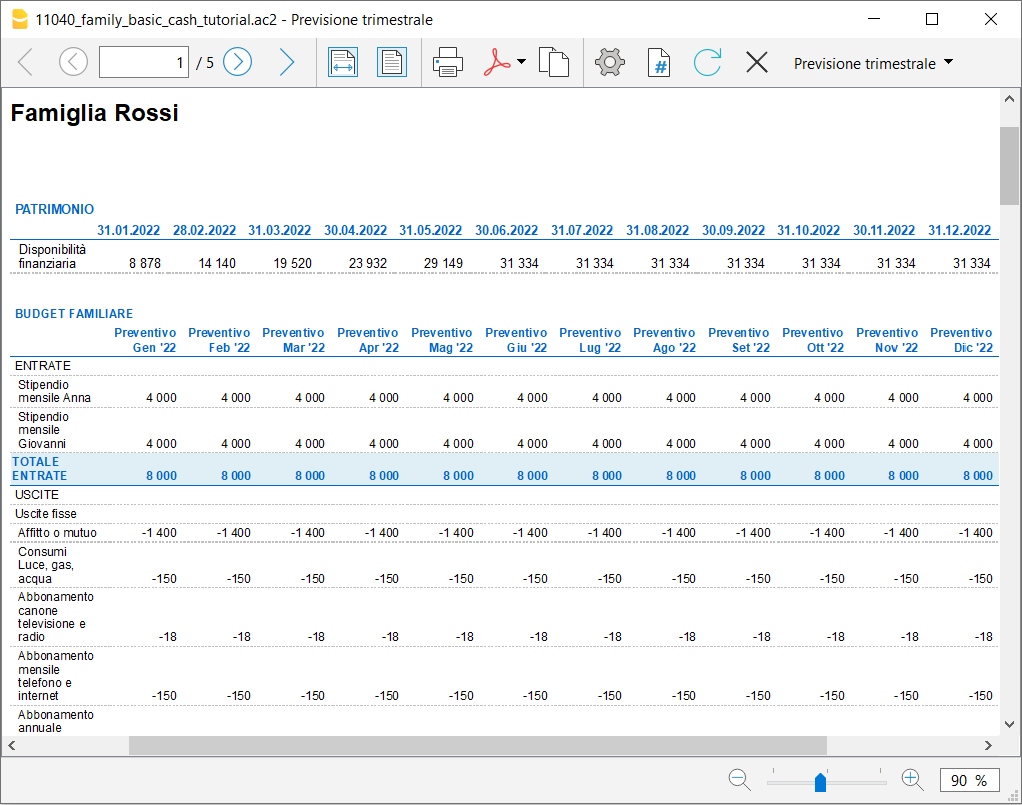 11040_family_basic_cash_tutorial.ac2 - Previsione trimestrale
1 / 5 # Previsione trimestrale
Famiglia Rossi
PATRIMONIO
31.01.2022 28.02.2022 31.03.2022 30.04.2022 31.05.2022 30.06.2022 31.07.2022 31.08.2022 30.09.2022 31.10.2022 30.11.2022 31.12.2022
Disponibilità
finanziaria 8 878 14 140 19 520 23 932 29 149 31 334 31 334 31 334 31 334 31 334 31 334 31 334
BUDGET FAMILIARE
Preventivo Preventivo Preventivo Preventivo Preventivo Preventivo Preventivo Preventivo Preventivo Preventivo Preventivo Preventivo
Gen '22 Feb '22 Mar '22 Apr '22 Mag '22 Giu '22 Lug '22 Ago '22 Set '22 Ott '22 Nov '22 Dic '22
ENTRATE
Stipendio
mensile Anna 4 000 4 000 4 000 4 000 4 000 4 000 4 000 4 000 4 000 4 000 4 000 4 000
Stipendio
mensile
Giovanni 4 000 4 000 4 000 4 000 4 000 4 000 4 000 4 000 4 000 4 000 4 000 4 000
TOTALE
ENTRATE 8 000 8 000 8 000 8 000 8 000 8 000 8 000 8 000 8 000 8 000 8 000 8 000
USCITE
Uscite fisse
Affitto o mutuo -1 400 -1 400 -1 400 -1 400 -1 400 -1 400 -1 400 -1 400 -1 400 -1 400 -1 400 -1 400
Consumi
Luce, gas,
acqua -150 -150 -150 -150 -150 -150 -150 -150 -150 -150 -150 -150
Abbonamento
canone
televisione e
radio -18 -18 -18 -18 -18 -18 -18 -18 -18 -18 -18 -18
Abbonamento
mensile
telefono e
internet -150 -150 -150 -150 -150 -150 -150 -150 -150 -150 -150 -150
Abbonamento
annuale
90 %